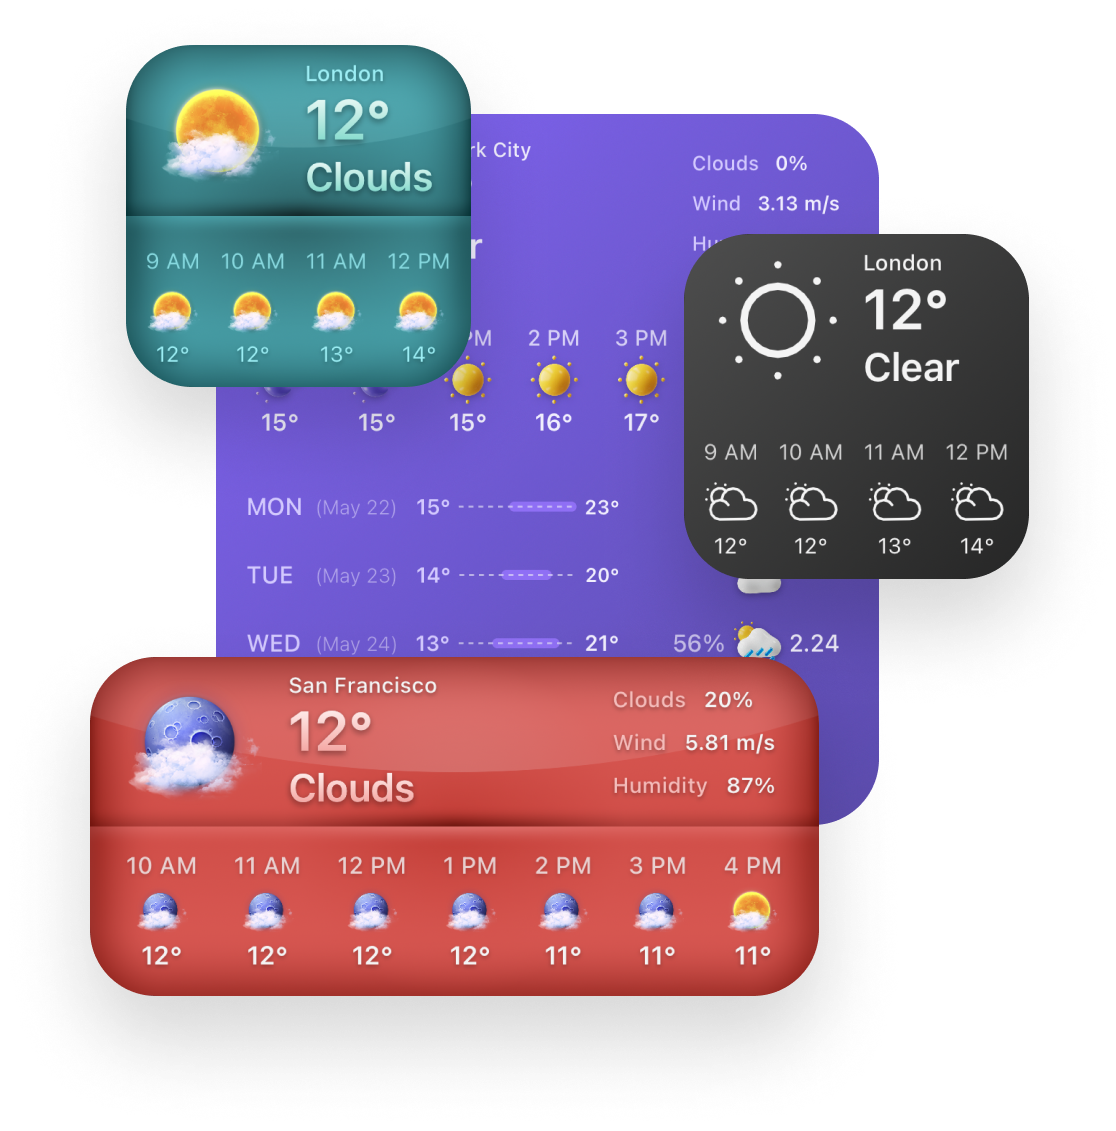 London
12°
Clouds
9 AM 10 AM 11 AM 12 PM
12° 12° 13° 14°
City
Clouds 0%
Wind 3.13 m/s
2 PM 3 PM
15° 15° 15° 16° 17°
MON (May 22) 15° 23°
TUE (May 23) 14° 20°
WED (May 24) 13° 21° 56% 2.24
London
12°
Clear
9 AM 10 AM 11 AM 12 PM
12° 12° 13° 14°
San Francisco
12°
Clouds
Clouds 20%
Wind 5.81 m/s
Humidity 87%
10 AM 11 AM 12 PM 1 PM 2 PM 3 PM 4 PM
12° 12° 12° 12° 11° 11° 11°